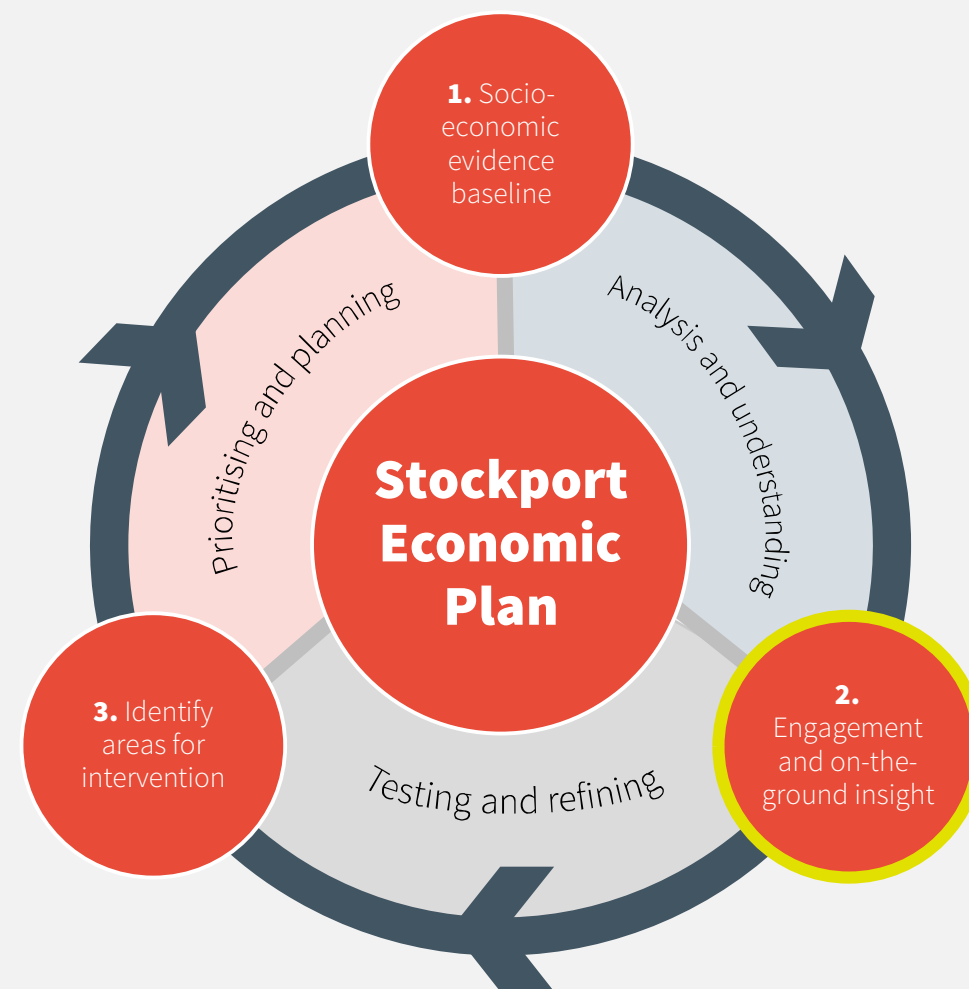 1. Socio-
economic
evidence
baseline
Analysis and understanding
Prioritising and planning
Stockport
Economic
Plan
2.
Engagement
and on-the-
ground insight
3. Identify
areas for
intervention
Testing and refining